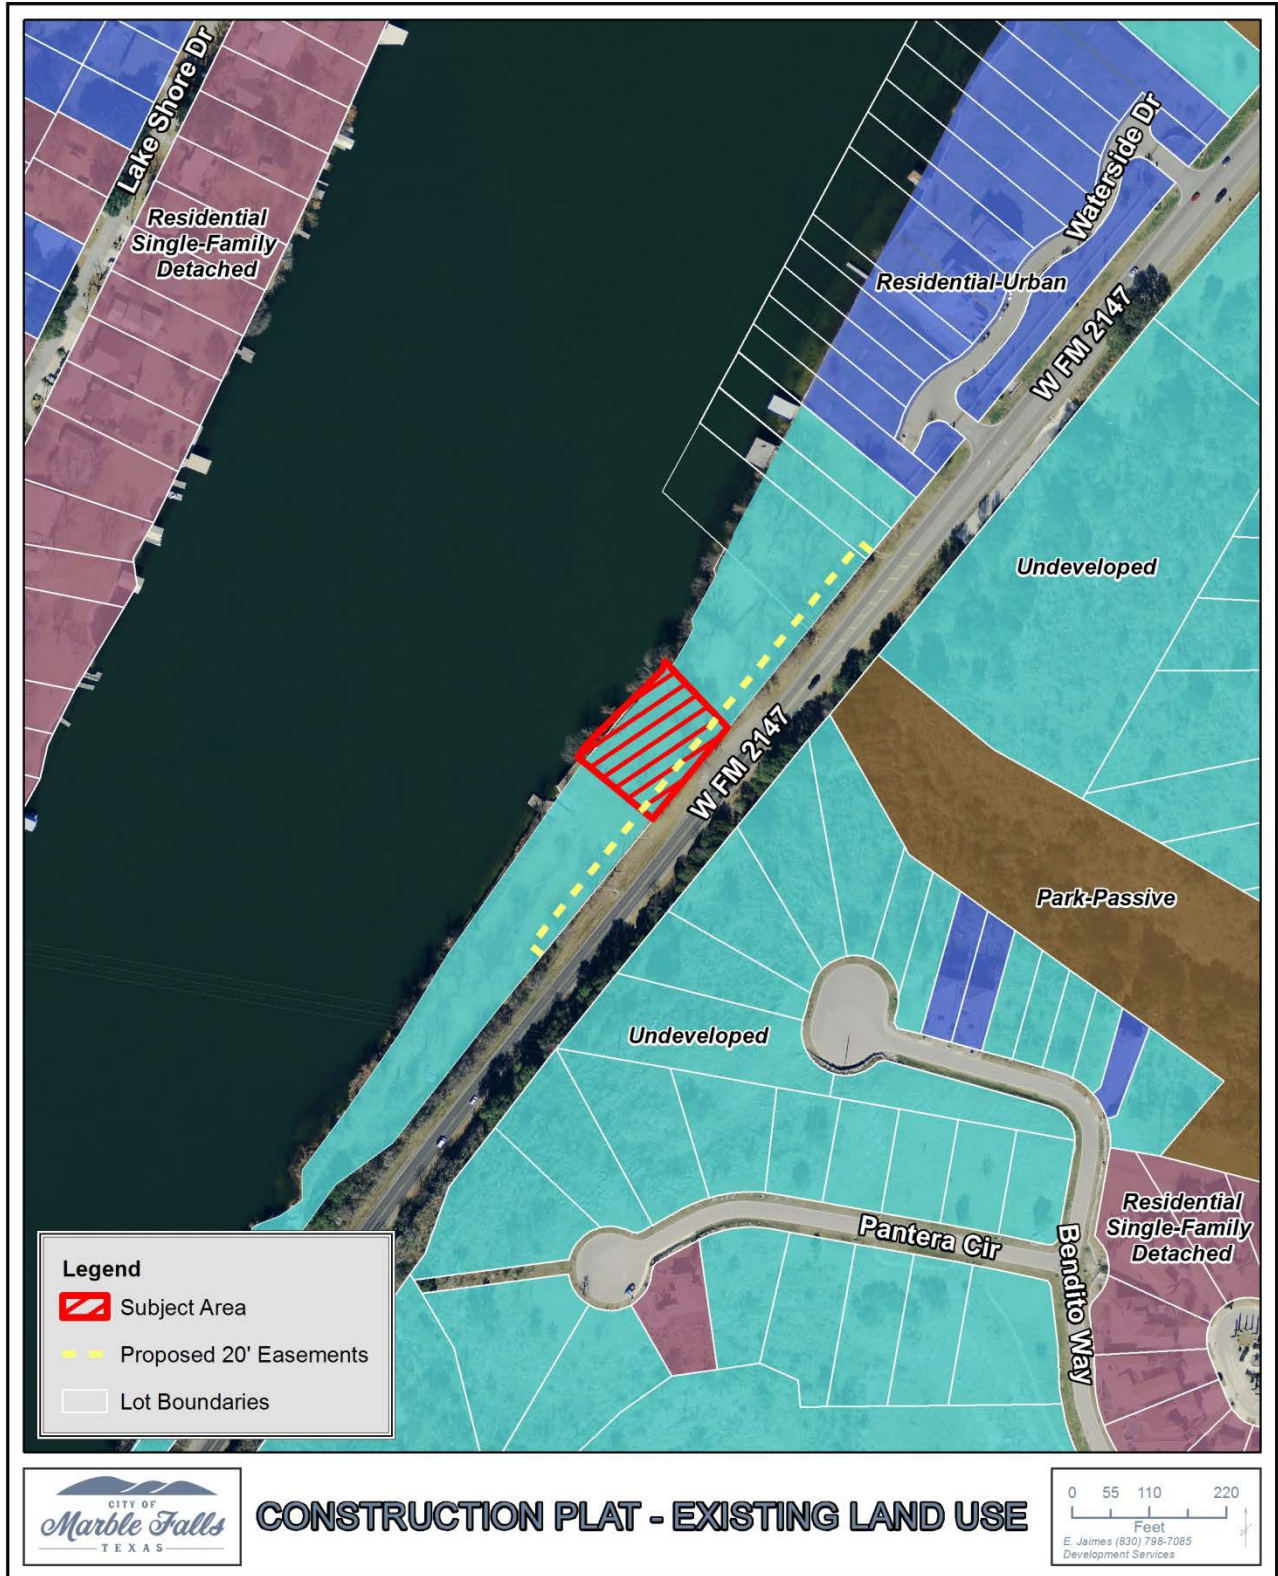 Lake Shore Dr
Residential
Single-Family
Detached
Waterside Dr
Residential-Urban
W FM 2147
Undeveloped
W FM 2147
Park-Passive
Undeveloped
Residential
Single-Family
Detached
Pantera Cir
Bendito Way
Legend
Subject Area
Proposed 20' Easements
Lot Boundaries
CITY OF
Marble Falls
TEXAS
CONSTRUCTION PLAT - EXISTING LAND USE
0 55 110 220
Feet
E. Jaimes (830) 798-7085
Development Services